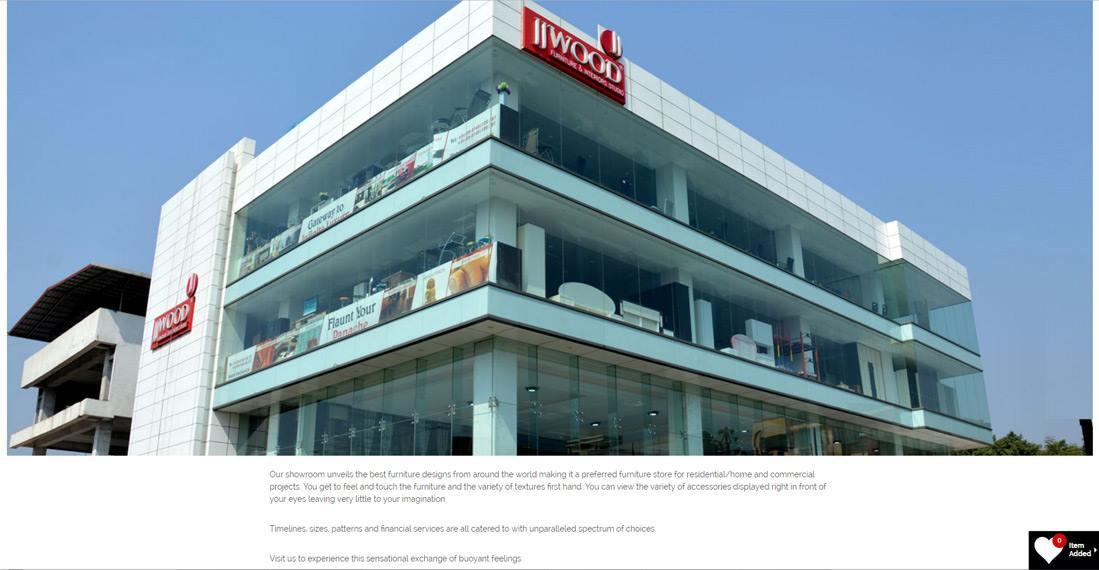 IIWOOD
FURNITURE & INTERIORS STUDIO
Gateway to
Flaunt Your
Panache
IIWOOD
Our showroom unveils the best furniture designs from around the world making it a preferred furniture store for residential/home and commercial
projects. You get to feel and touch the furniture and the variety of textures first hand. You can view the variety of accessories displayed right in front of
your eyes leaving very little to your imagination
Timelines, sizes, patterns and financial services are all catered to with unparalleled spectrum of choices.
Visit us to experience this sensational exchange of buoyant feelings
0
Item
Added